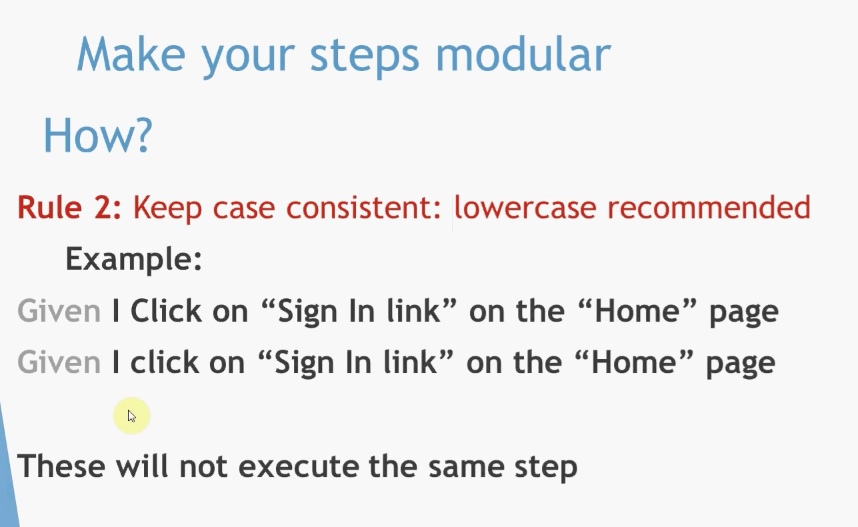 Make your steps modular
How?
Rule 2: Keep case consistent: lowercase recommended
Example:
Given I Click on “Sign In link” on the “Home” page
Given I click on “Sign In link” on the “Home” page
These will not execute the same step